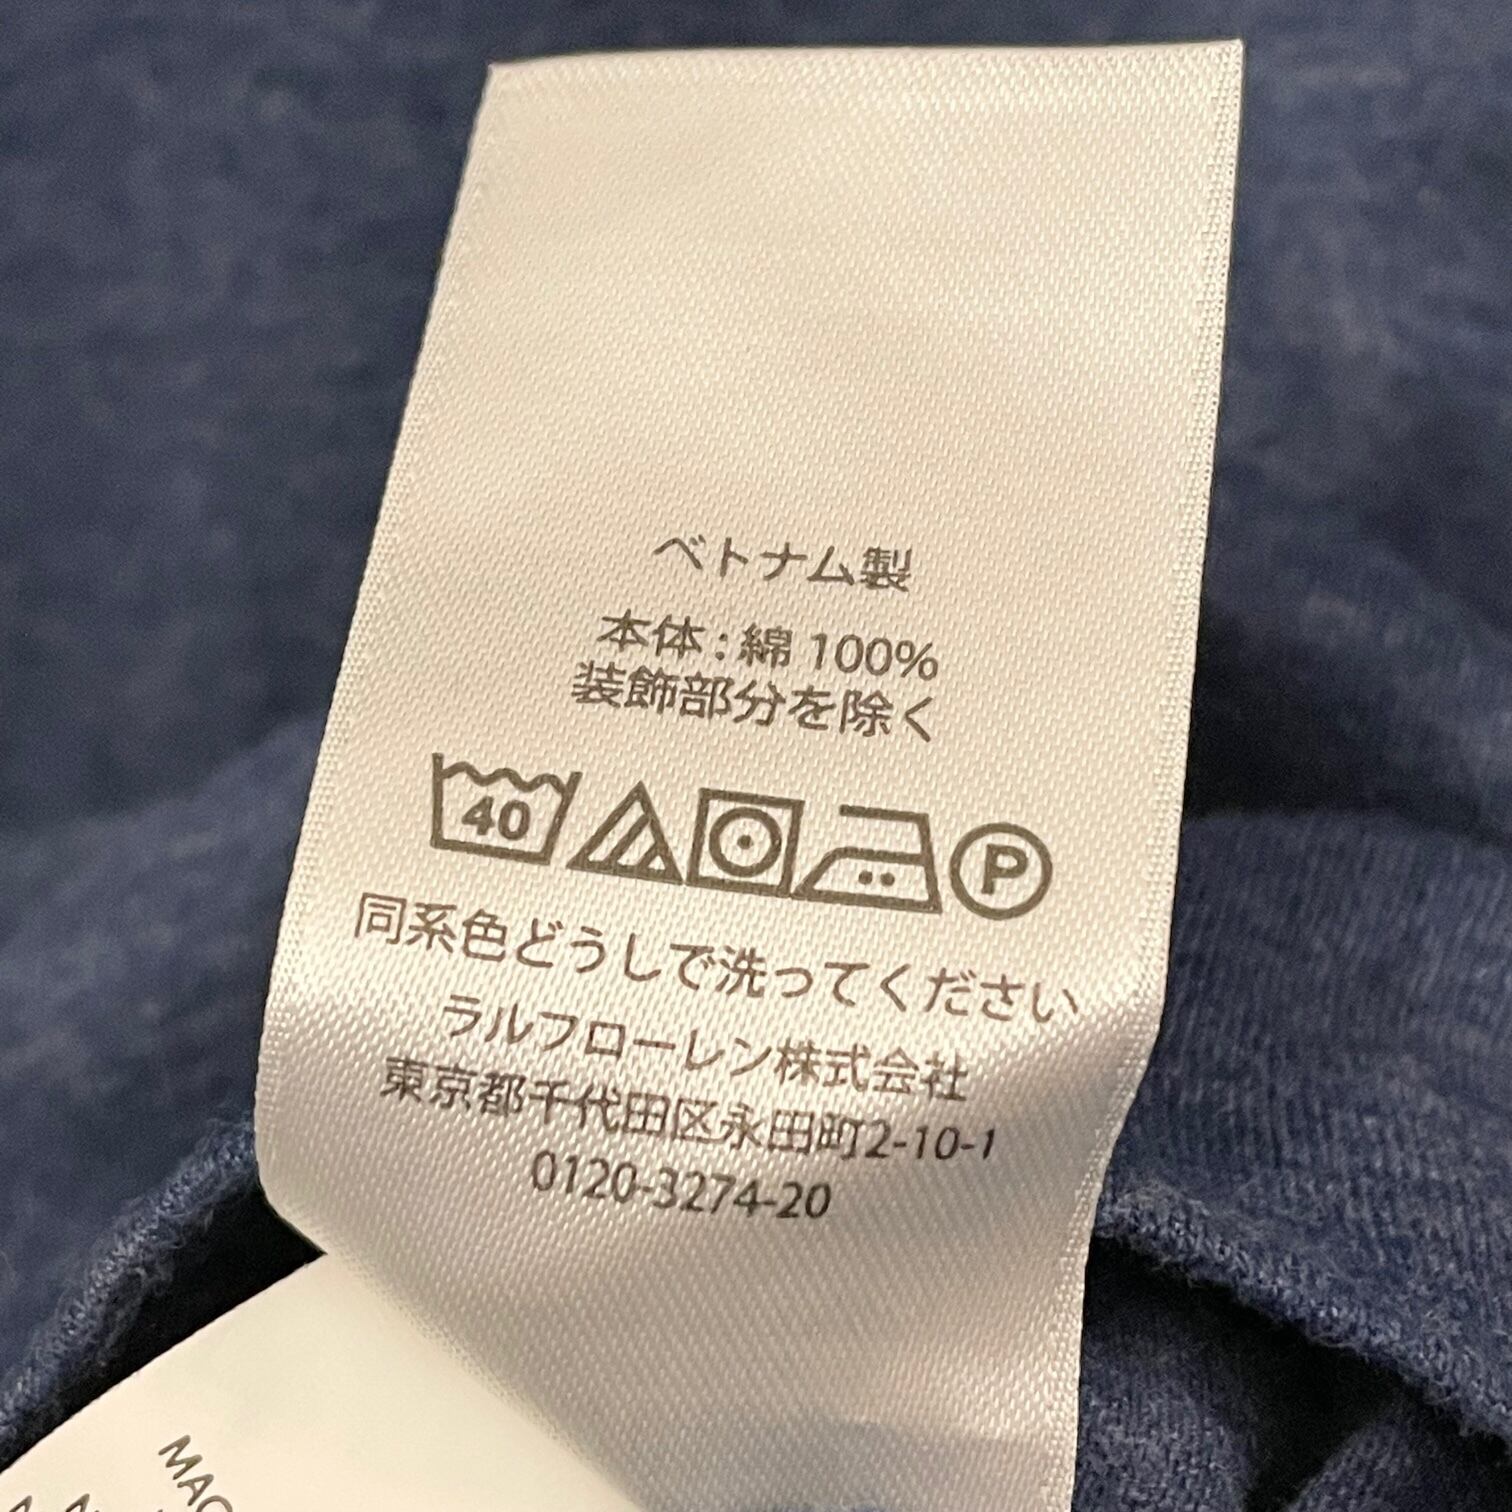 ベトナム製
本体：綿 100%
装飾部分を除く
40 P
同系色どうしで洗ってください
ラルフローレン株式会社
東京都千代田区永田町2-10-1
0120-3274-20